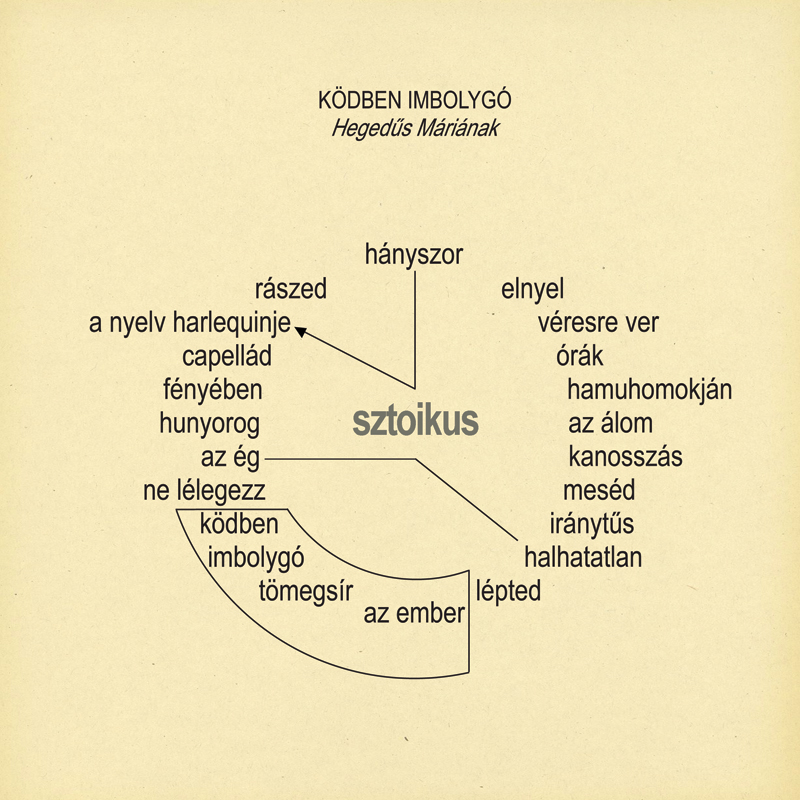 KÖDBEN IMBOLYGÓ
Hegedűs Máriának
hányszor
elnyel
véresre ver
órák
hamuhomokján
az álom
kanosszás
meséd
iránytűs
halhatatlan
lépted
az ember
tömegsír
imbolygó
ködben
ne lélegezz
az ég
hunyorog
fényében
capellád
a nyelv harlequinje
rászed
sztoikus